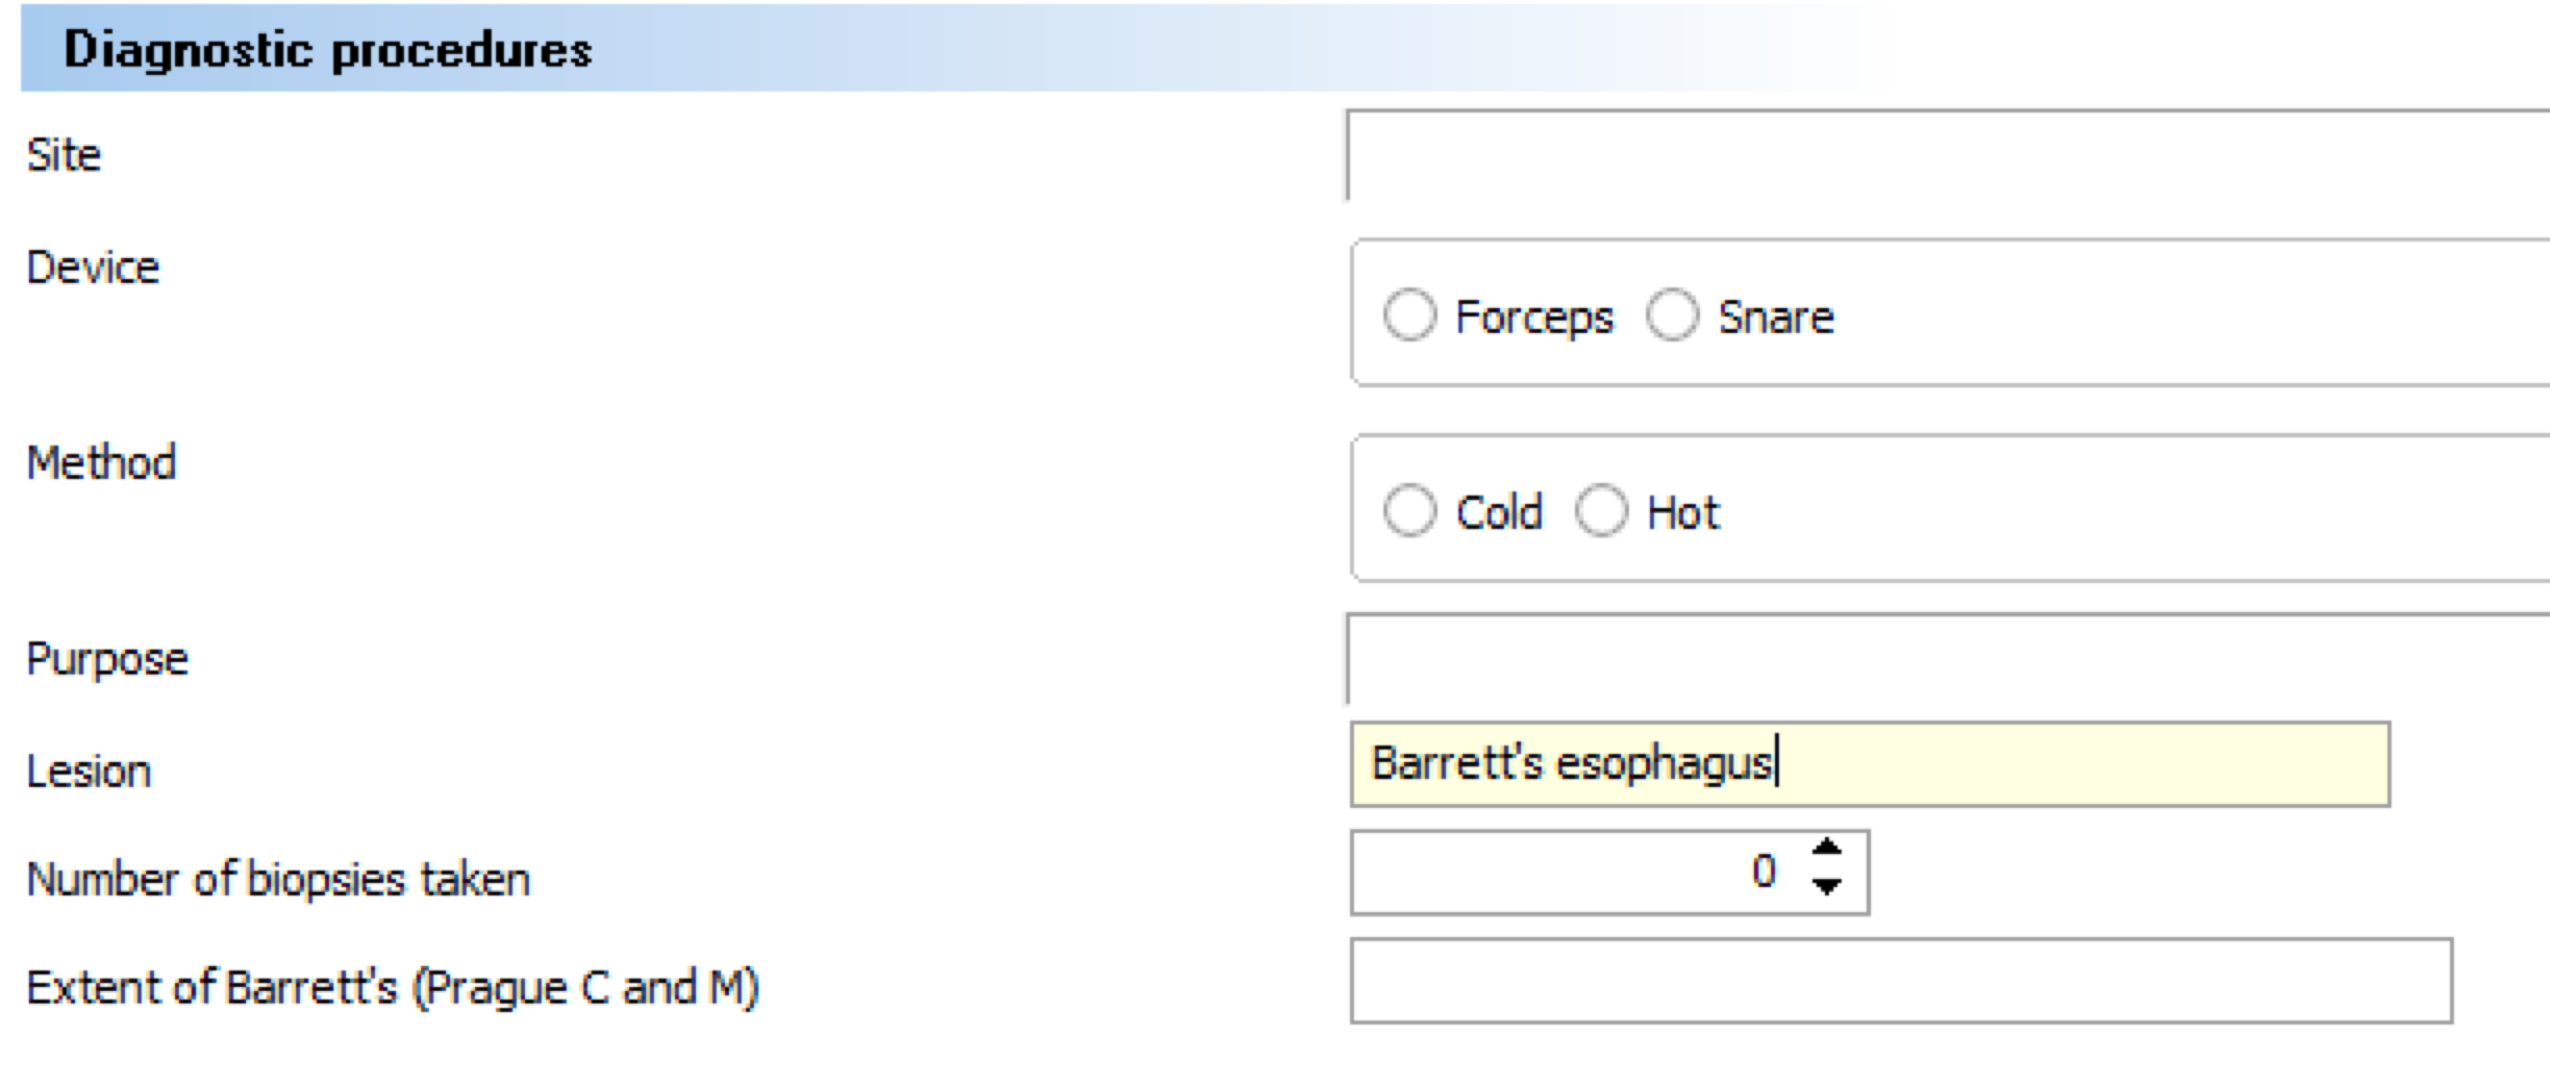 Diagnostic procedures
Site
Device
Forceps Snare
Method
Cold Hot
Purpose
Lesion Barrett's esophagus
Number of biopsies taken 0
Extent of Barrett's (Prague C and M)